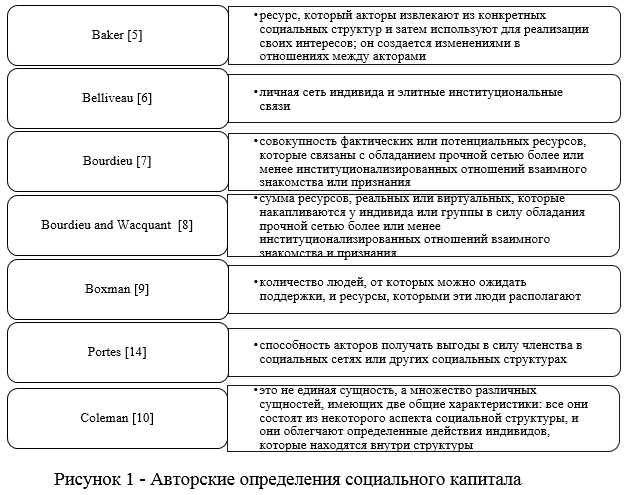 Baker [5]
•ресурс, который акторы извлекают из конкретных
социальных структур и затем используют для реализации
своих интересов; он создается изменениями в
отношениях между акторами
Belliveau [6]
•личная сеть индивида и элитные институциональные
связи
Bourdieu [7]
•совокупность фактических или потенциальных ресурсов,
которые связаны с обладанием прочной сетью более или
менее институционализированных отношений взаимного
знакомства или признания
Bourdieu and Wacquant [8]
•сумма ресурсов, реальных или виртуальных, которые
накапливаются у индивида или группы в силу обладания
прочной сетью более или менее
институционализированных отношений взаимного
знакомства и признания
Boxman [9]
•количество людей, от которых можно ожидать
поддержки, и ресурсы, которыми эти люди располагают
Portes [14]
•способность акторов получать выгоды в силу членства в
социальных сетях или других социальных структурах
Coleman [10]
•это не единая сущность, а множество различных
сущностей, имеющих две общие характеристики: все они
состоят из некоторого аспекта социальной структуры, и
они облегчают определенные действия индивидов,
которые находятся внутри структуры
Рисунок 1 - Авторские определения социального капитала